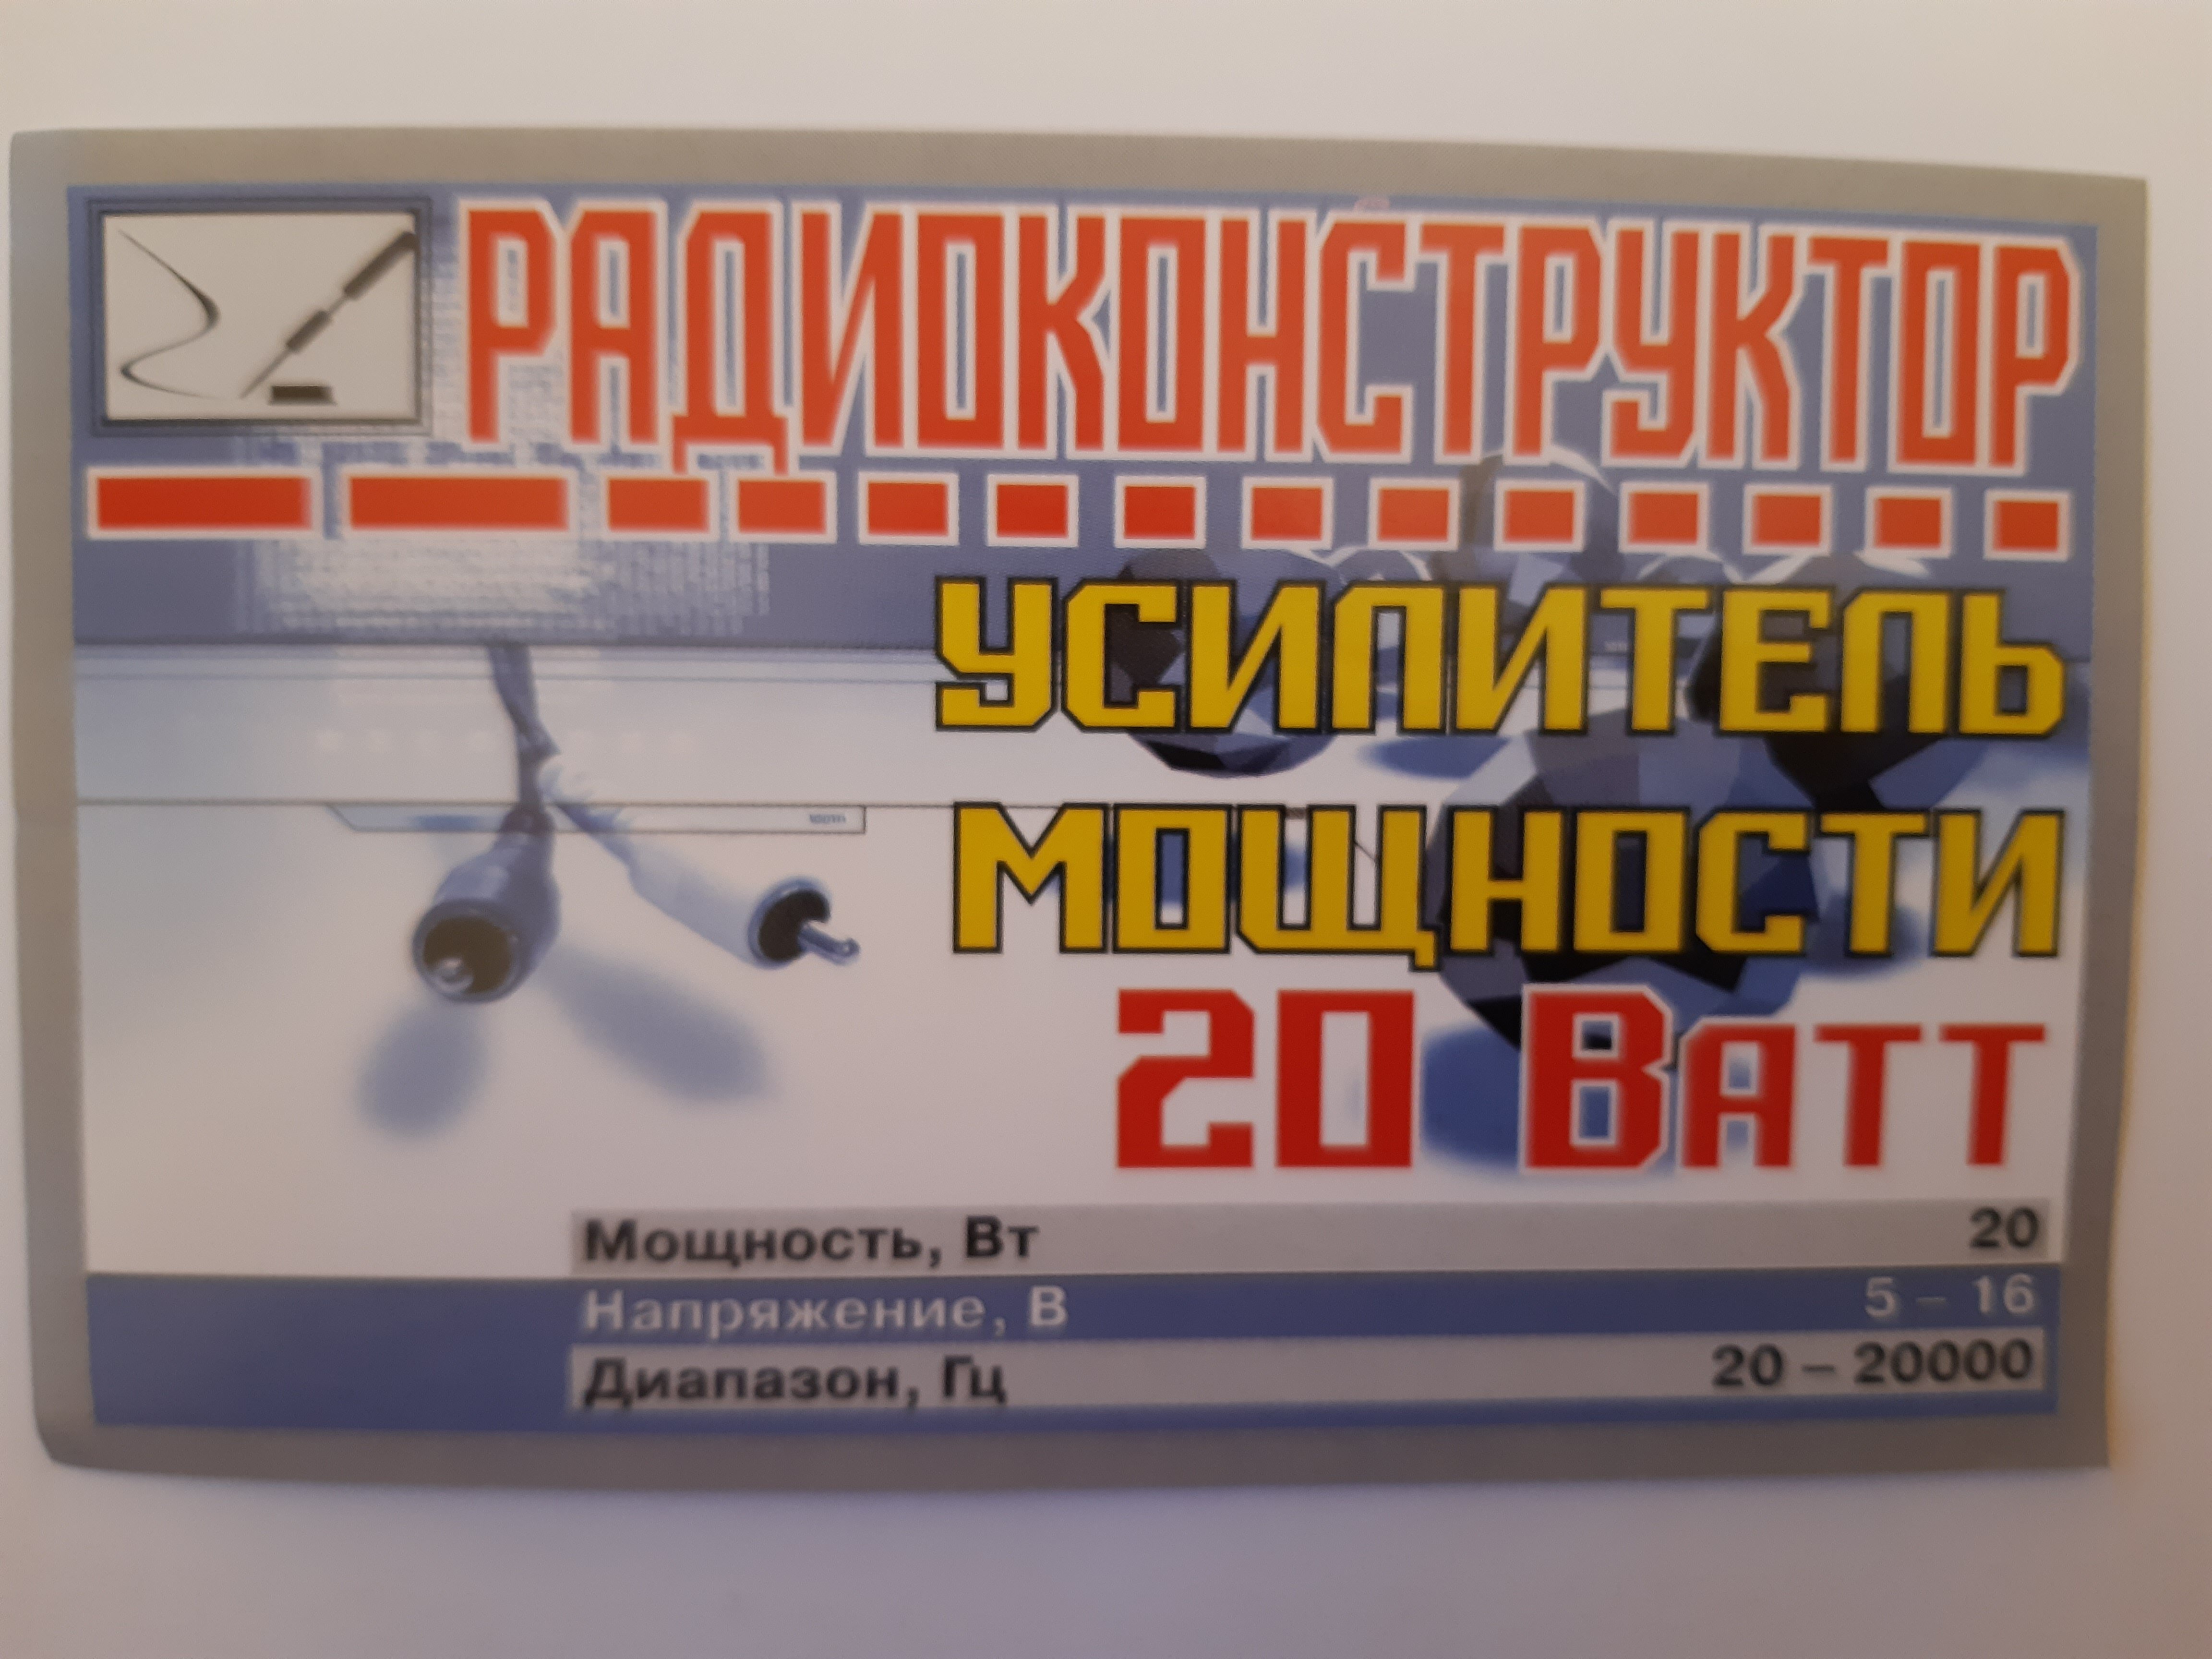 РАДИОКОНСТРУКТОР
УСИЛИТЕЛЬ
МОЩНОСТИ
20 ВАТТ
Мощность, Вт 20
Напряжение, В 5 – 16
Диапазон, Гц 20 – 20000